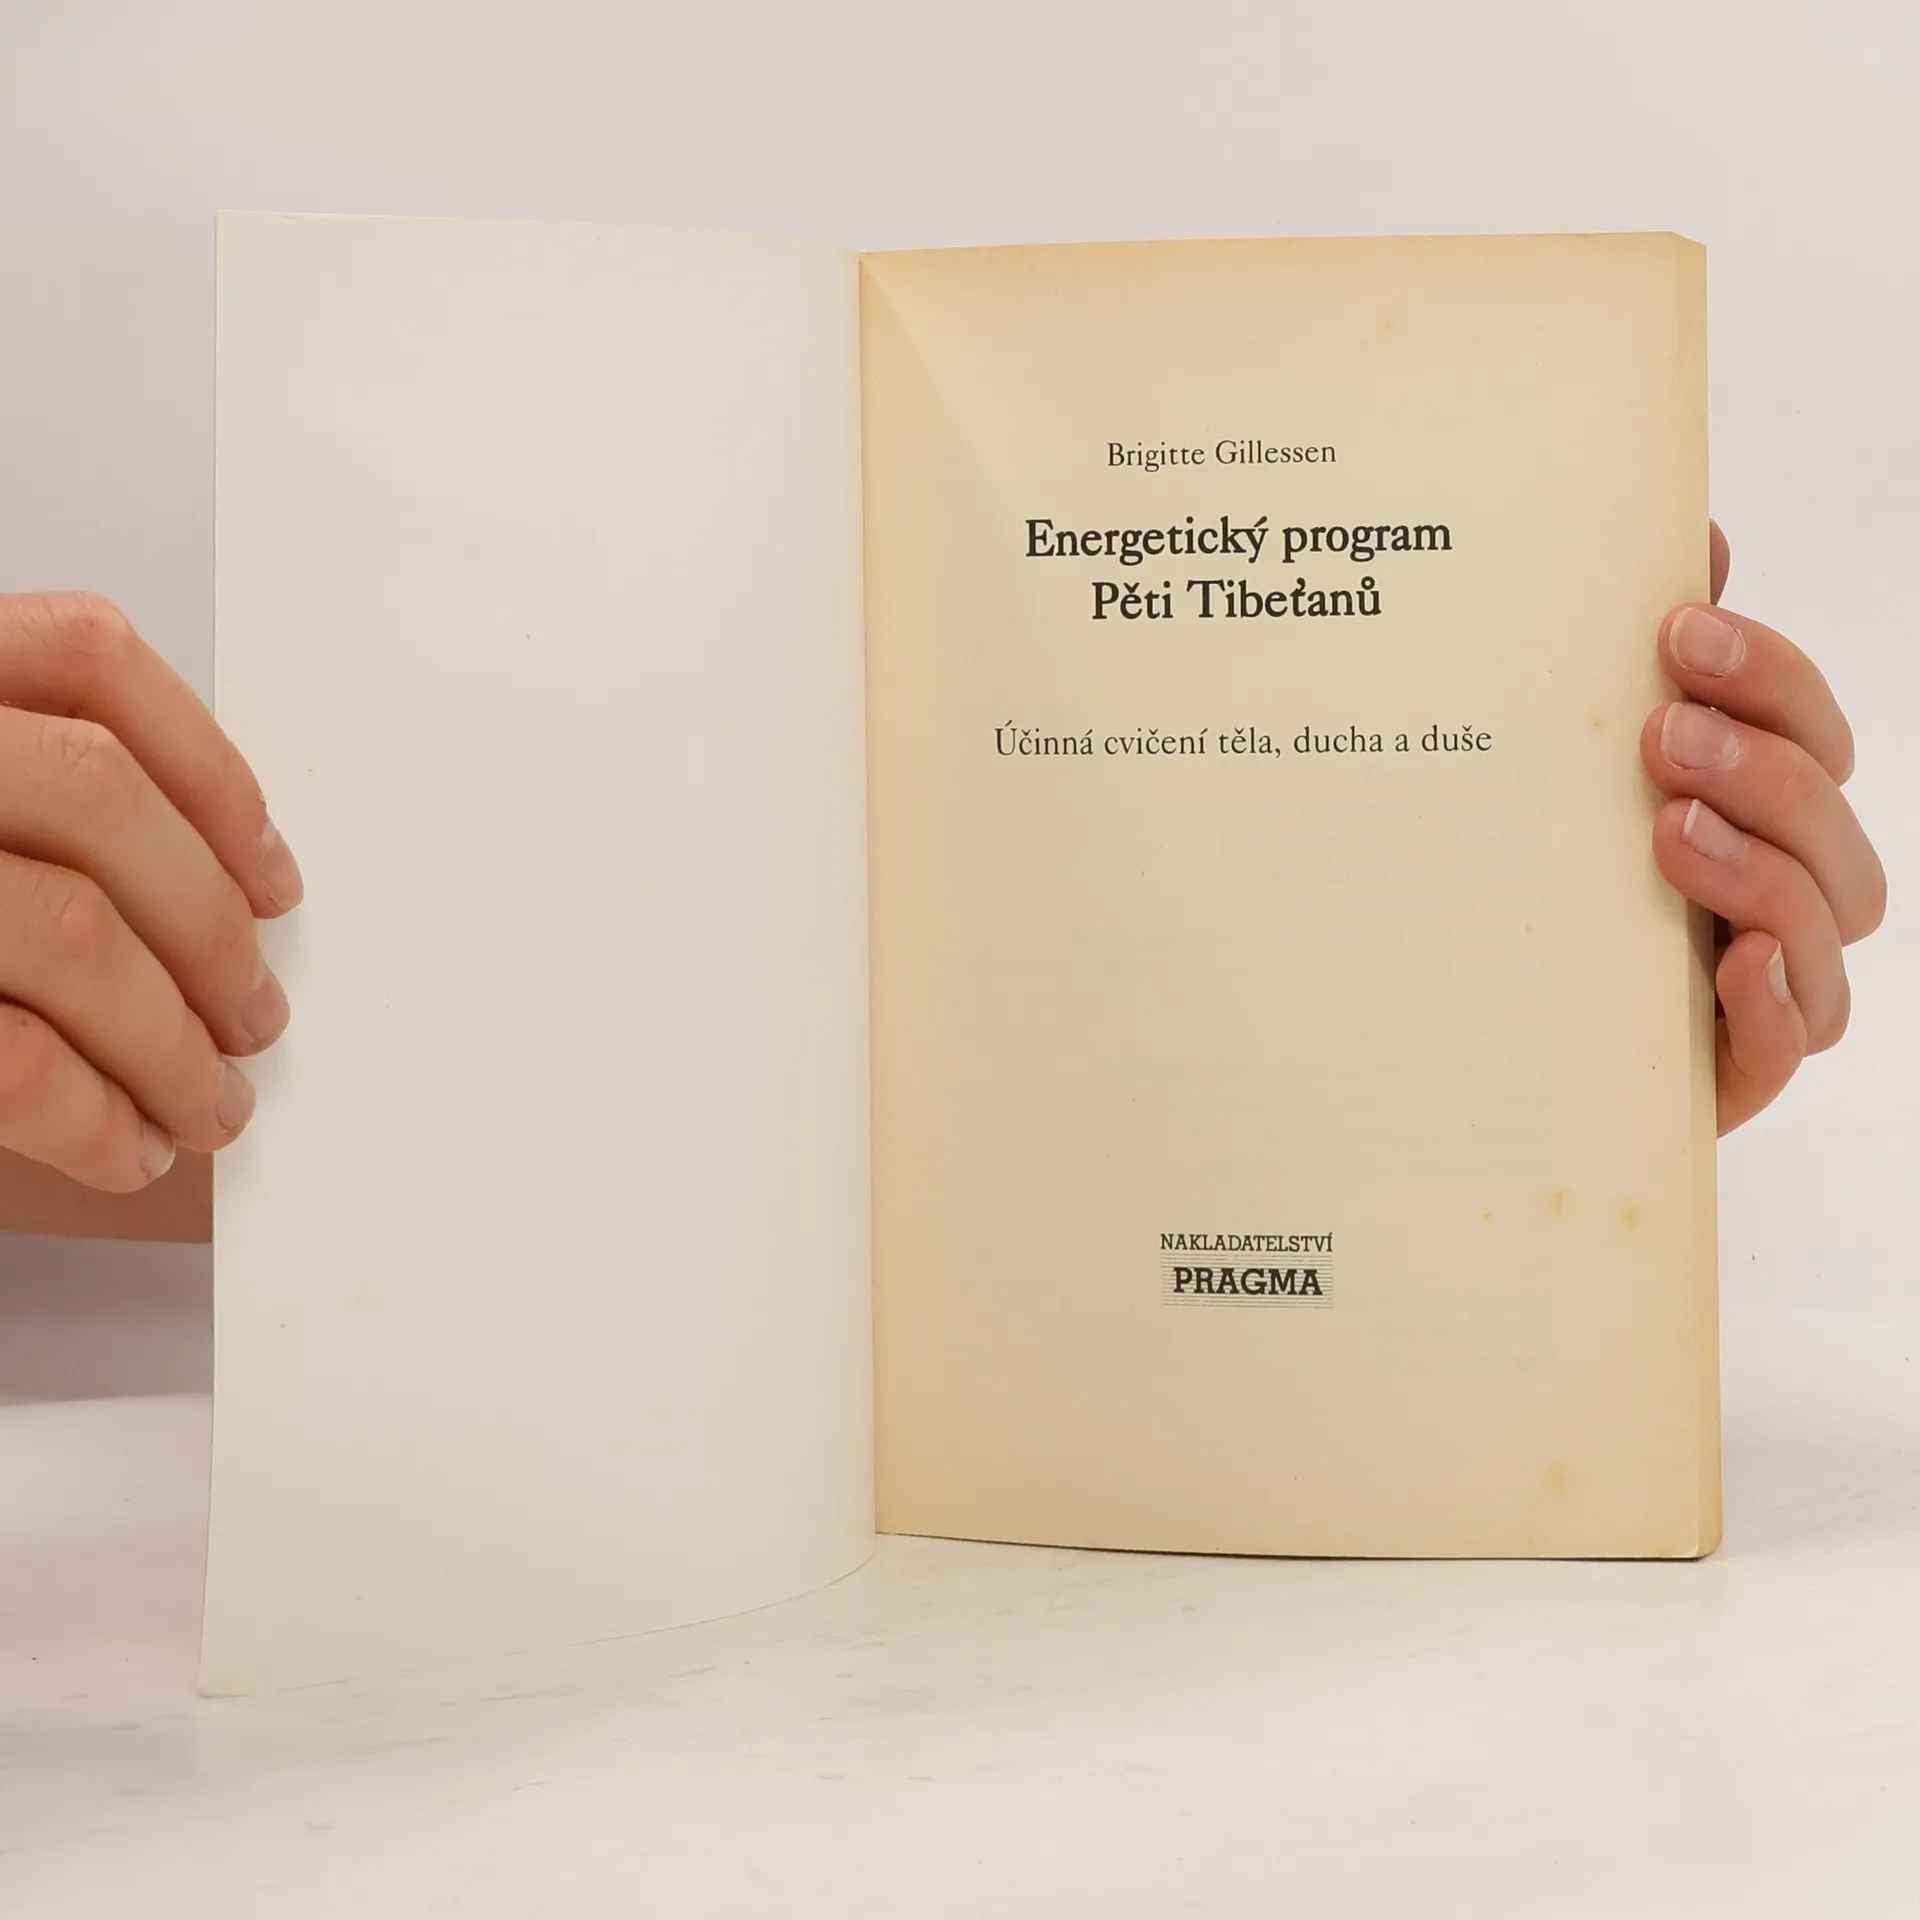 Brigitte Gillessen
Energetický program
Pěti Tibeťanů
Účinná cvičení těla, ducha a duše
NAKLADATELSTVÍ
PRAGMA